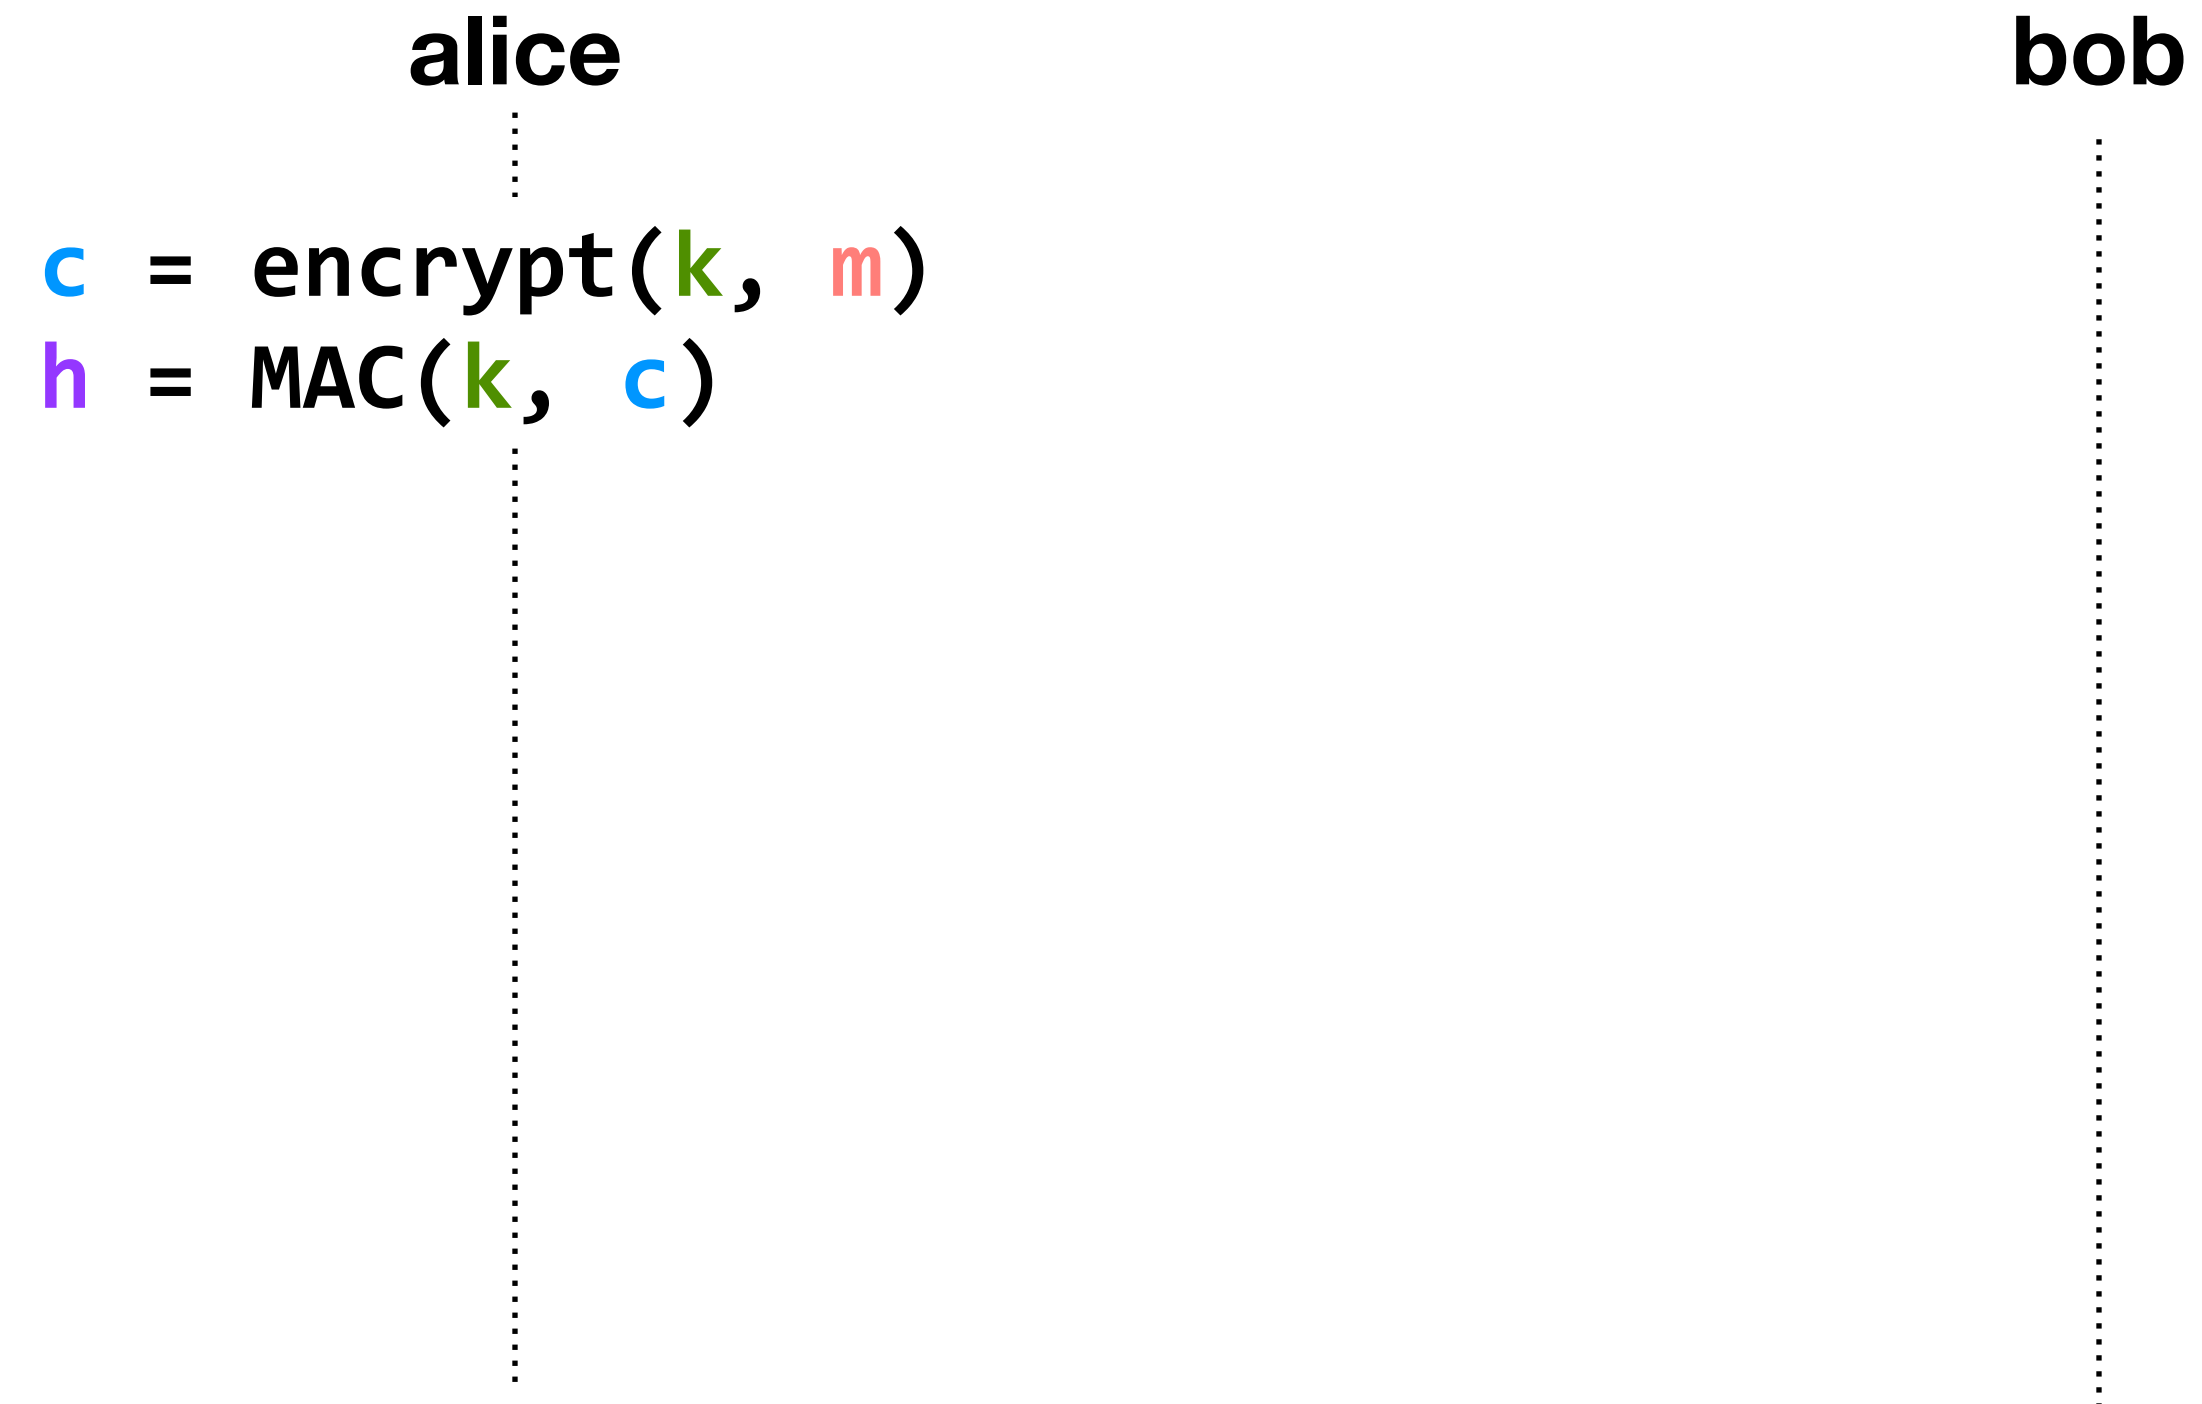 alice
bob
c = encrypt(k, m)
h = MAC(k, c)